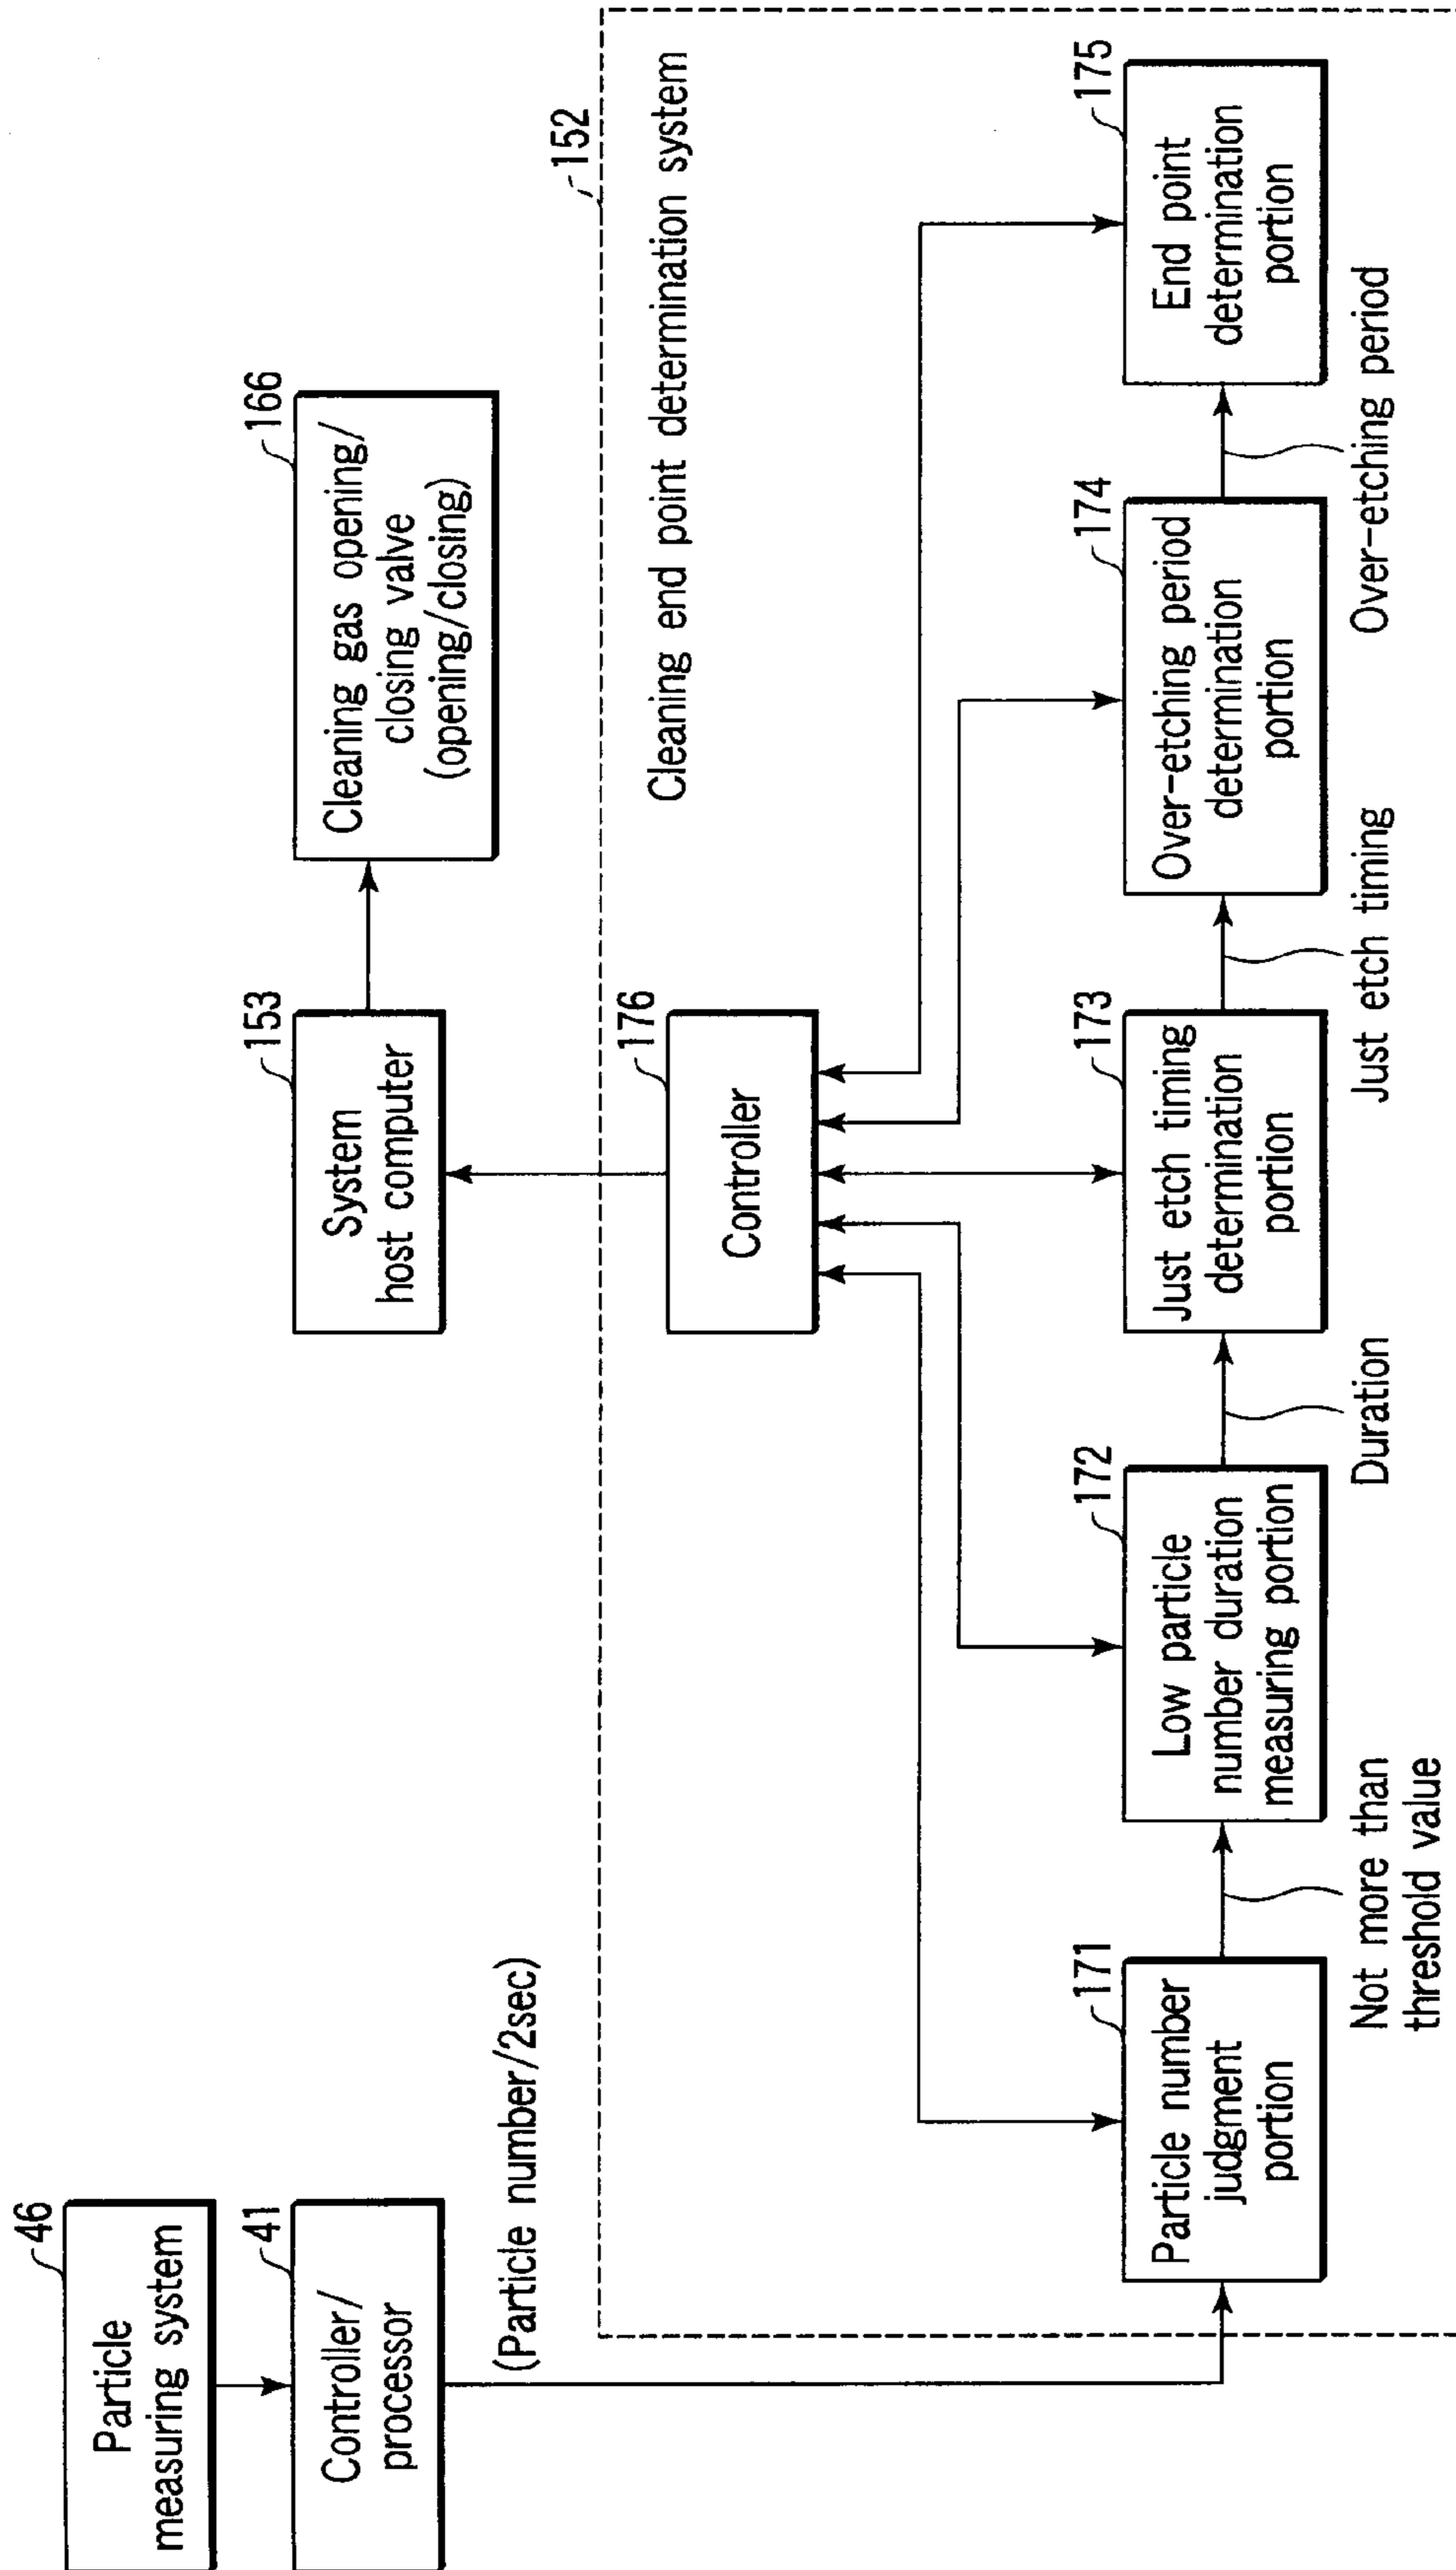 46
Particle
measuring system
41
Controller/
processor
(Particle number/2sec)
153
System
host computer
166
Cleaning gas opening/
closing valve
(opening/closing)
152
Cleaning end point determination system
176
Controller
171
Particle number
judgment
portion
Not more than
threshold value
172
Low particle
number duration
measuring portion
Duration
173
Just etch timing
determination
portion
Just etch timing
174
Over-etching period
determination
portion
Over-etching period
175
End point
determination
portion